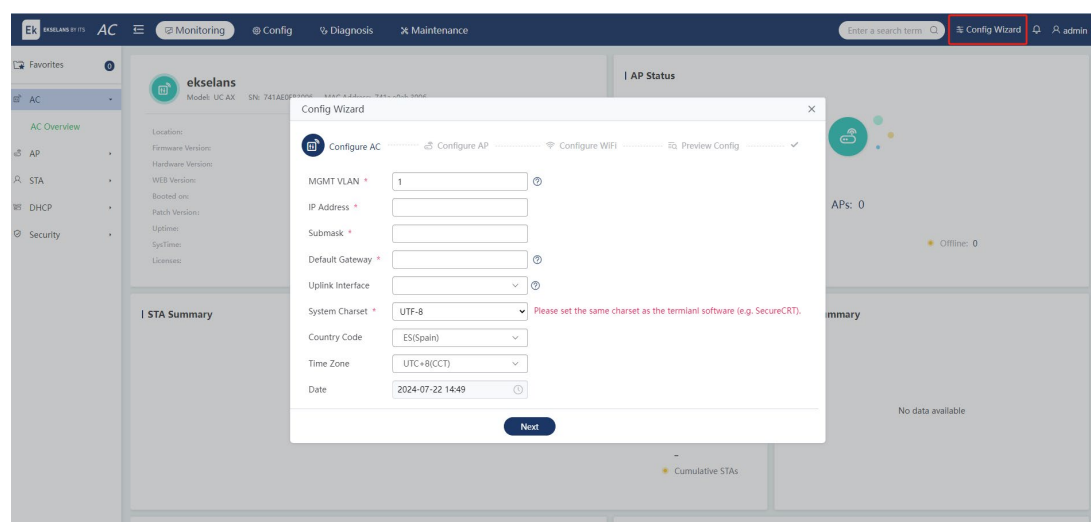 Ek EKSELANS BY ITS AC Monitoring Config Diagnosis Maintenance Enter a search term Config Wizard admin
Favorites 0
AC
AC Overview
AP
STA
DHCP
Security
ekselans
Model: UC AX
Location:
Firmware Version:
Hardware Version:
WEB Version:
Booted on:
Patch Version:
Uptime:
SysTime:
Licenses:
AP Status
APs: 0
Offline: 0
Config Wizard
Configure AC Configure AP Configure WiFi Preview Config
MGMT VLAN * 1
IP Address *
Submask *
Default Gateway *
Uplink Interface
System Charset * UTF-8 Please set the same charset as the termianl software (e.g. SecureCRT).
Country Code ES(Spain)
Time Zone UTC+8(CCT)
Date 2024-07-22 14:49
Next
STA Summary
mmary
No data available
Cumulative STAs